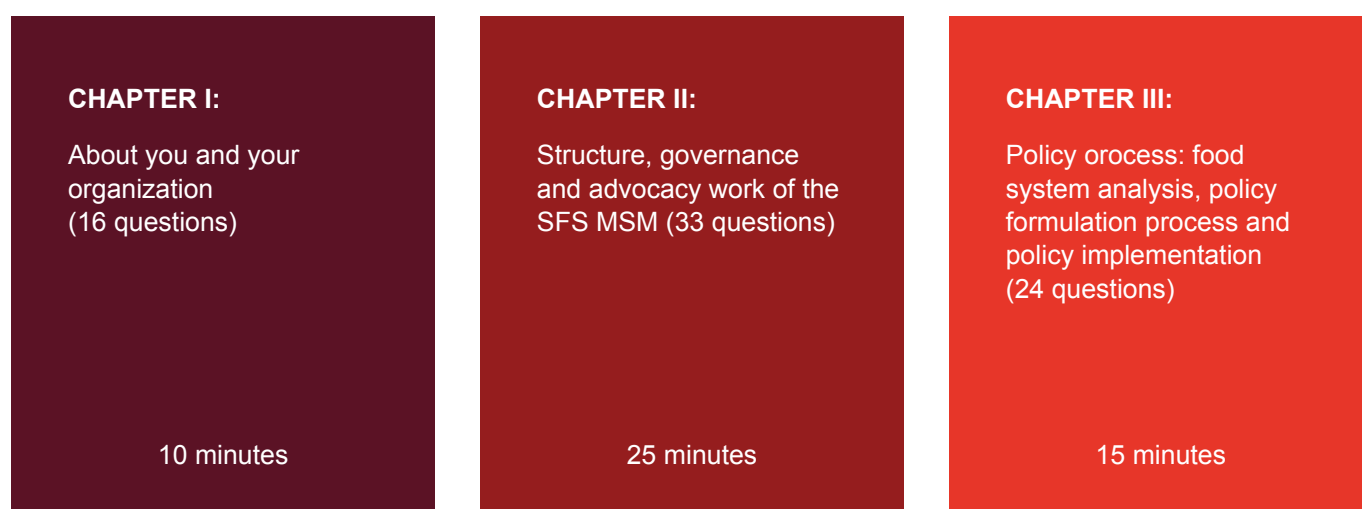 CHAPTER I:
About you and your
organization
(16 questions)
10 minutes
CHAPTER II:
Structure, governance
and advocacy work of the
SFS MSM (33 questions)
25 minutes
CHAPTER III:
Policy orocess: food
system analysis, policy
formulation process and
policy implementation
(24 questions)
15 minutes